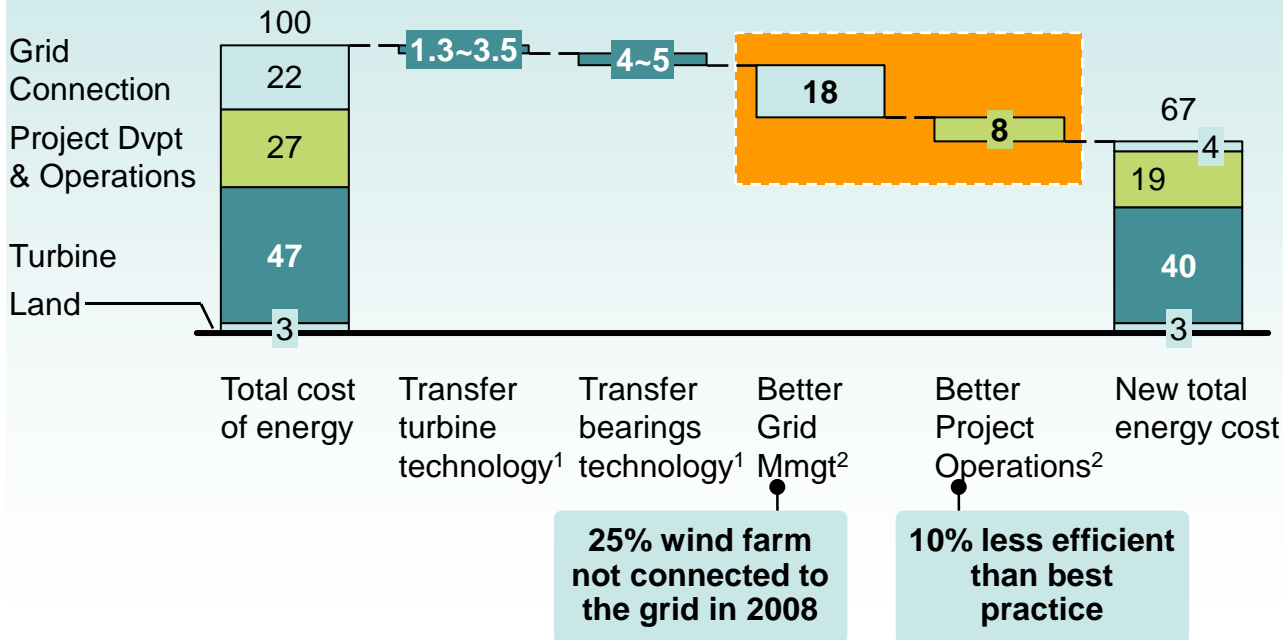 100
Grid
Connection
22
Project Dvpt
& Operations
27
Turbine
47
Land
3
1.3~3.5
4~5
18
8
67
4
19
40
3
Total cost
of energy
Transfer
turbine
technology¹
Transfer
bearings
technology¹
Better
Grid
Mmgt²
Better
Project
Operations²
New total
energy cost
25% wind farm
not connected to
the grid in 2008
10% less efficient
than best
practice